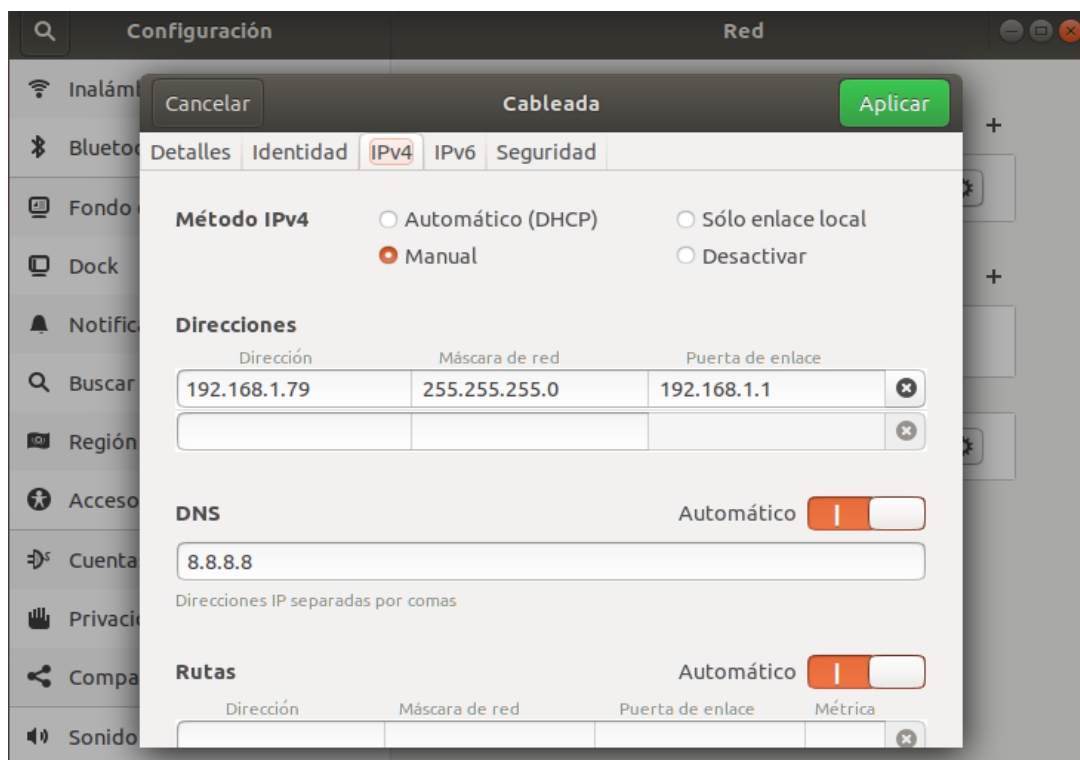 Configuración
Red
Cancelar
Cableada
Aplicar
Detalles
Identidad
IPv4
IPv6
Seguridad
Inalámb
Bluetoo
Fondo
Dock
Notifica
Buscar
Región
Acceso
Cuenta
Privacio
Compa
Sonido
Método IPv4
Automático (DHCP)
Sólo enlace local
Manual
Desactivar
Direcciones
Dirección
Máscara de red
Puerta de enlace
192.168.1.79
255.255.255.0
192.168.1.1
DNS
Automático
8.8.8.8
Direcciones IP separadas por comas
Rutas
Automático
Dirección
Máscara de red
Puerta de enlace
Métrica